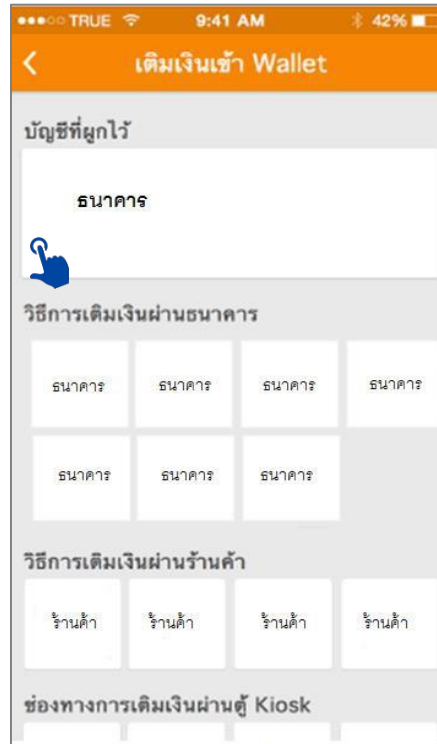 TRUE 9:41 AM 42%
เติมเงินเข้า Wallet
บัญชีที่ผูกไว้
ธนาคาร
วิธีการเติมเงินผ่านธนาคาร
ธนาคาร ธนาคาร ธนาคาร ธนาคาร
ธนาคาร ธนาคาร ธนาคาร
วิธีการเติมเงินผ่านร้านค้า
ร้านค้า ร้านค้า ร้านค้า ร้านค้า
ช่องทางการเติมเงินผ่านตู้ Kiosk